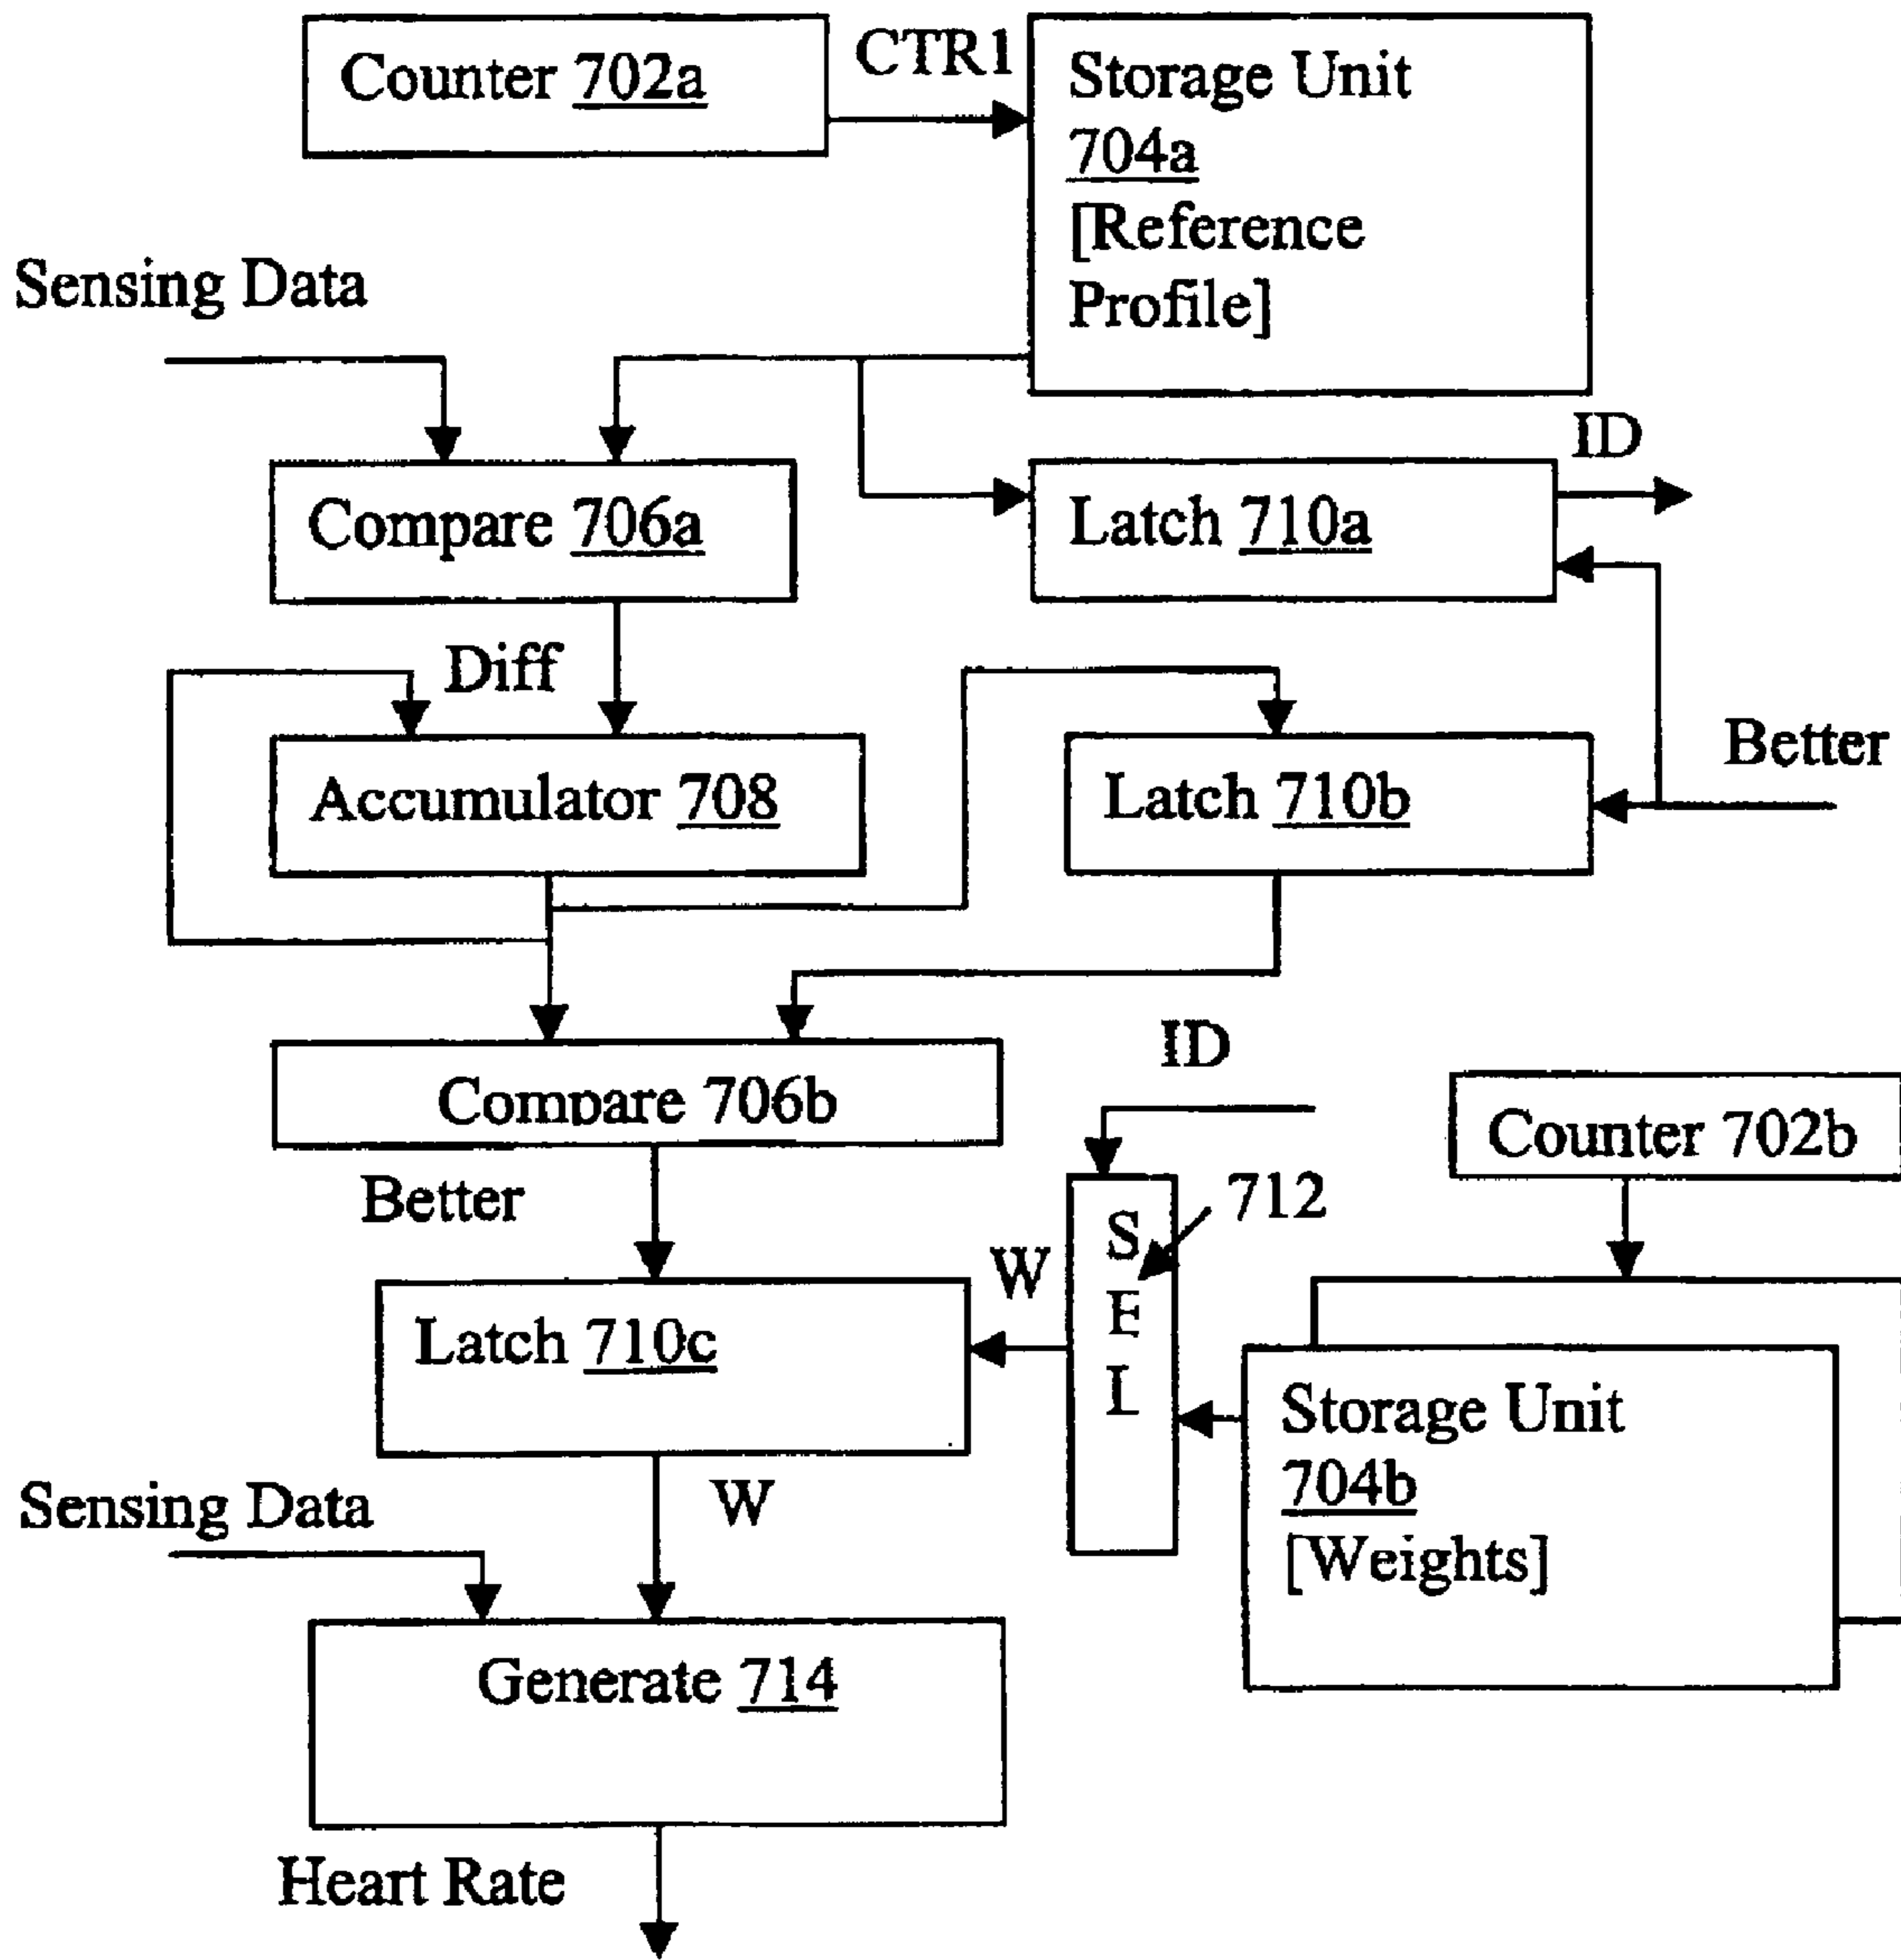 Counter 702a
CTR1
Storage Unit
704a
[Reference
Profile]
Sensing Data
ID
Compare 706a
Latch 710a
Diff
Better
Accumulator 708
Latch 710b
ID
Compare 706b
Counter 702b
Better
712
S
E
L
W
Latch 710c
Storage Unit
704b
[Weights]
Sensing Data
W
Generate 714
Heart Rate